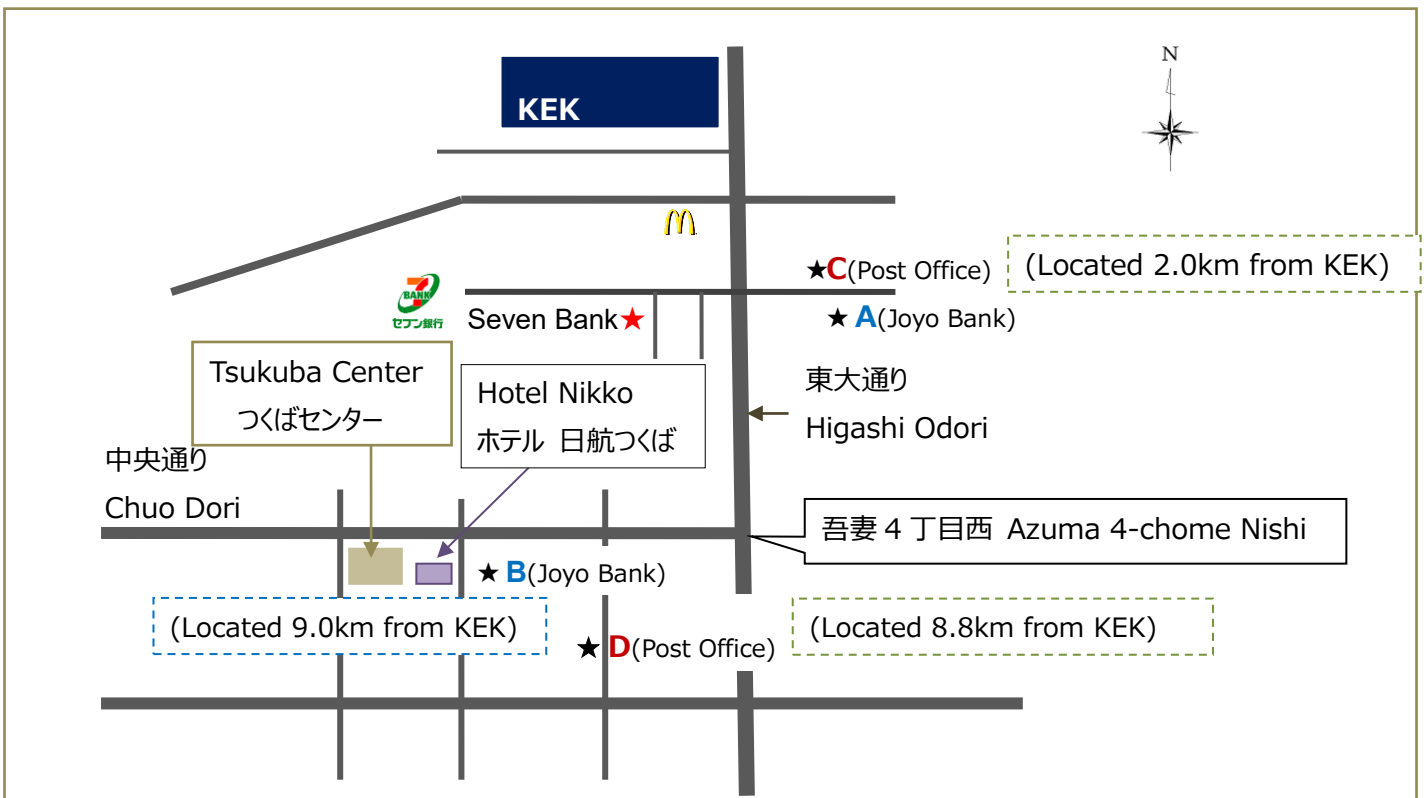 N
KEK
★C(Post Office)
(Located 2.0km from KEK)
7
BANK
セブン銀行
Seven Bank★
★ A(Joyo Bank)
Tsukuba Center
つくばセンター
Hotel Nikko
ホテル 日航つくば
東大通り
Higashi Odori
中央通り
Chuo Dori
吾妻４丁目西 Azuma 4-chome Nishi
★ B(Joyo Bank)
(Located 9.0km from KEK)
★ D(Post Office)
(Located 8.8km from KEK)